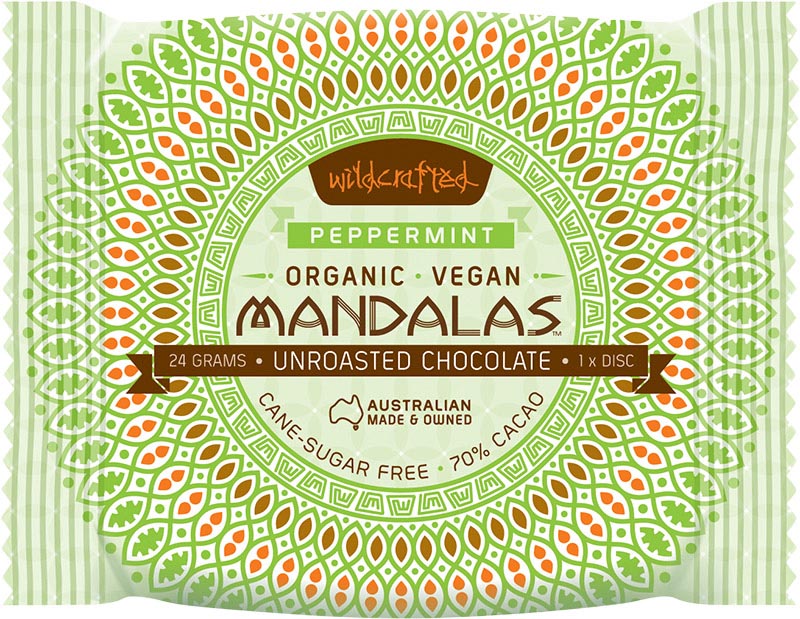 wildcrafted
PEPPERMINT
ORGANIC • VEGAN
MANDALAS™
24 GRAMS • UNROASTED CHOCOLATE • 1 x DISC
AUSTRALIAN
MADE & OWNED
CANE-SUGAR FREE • 70% CACAO